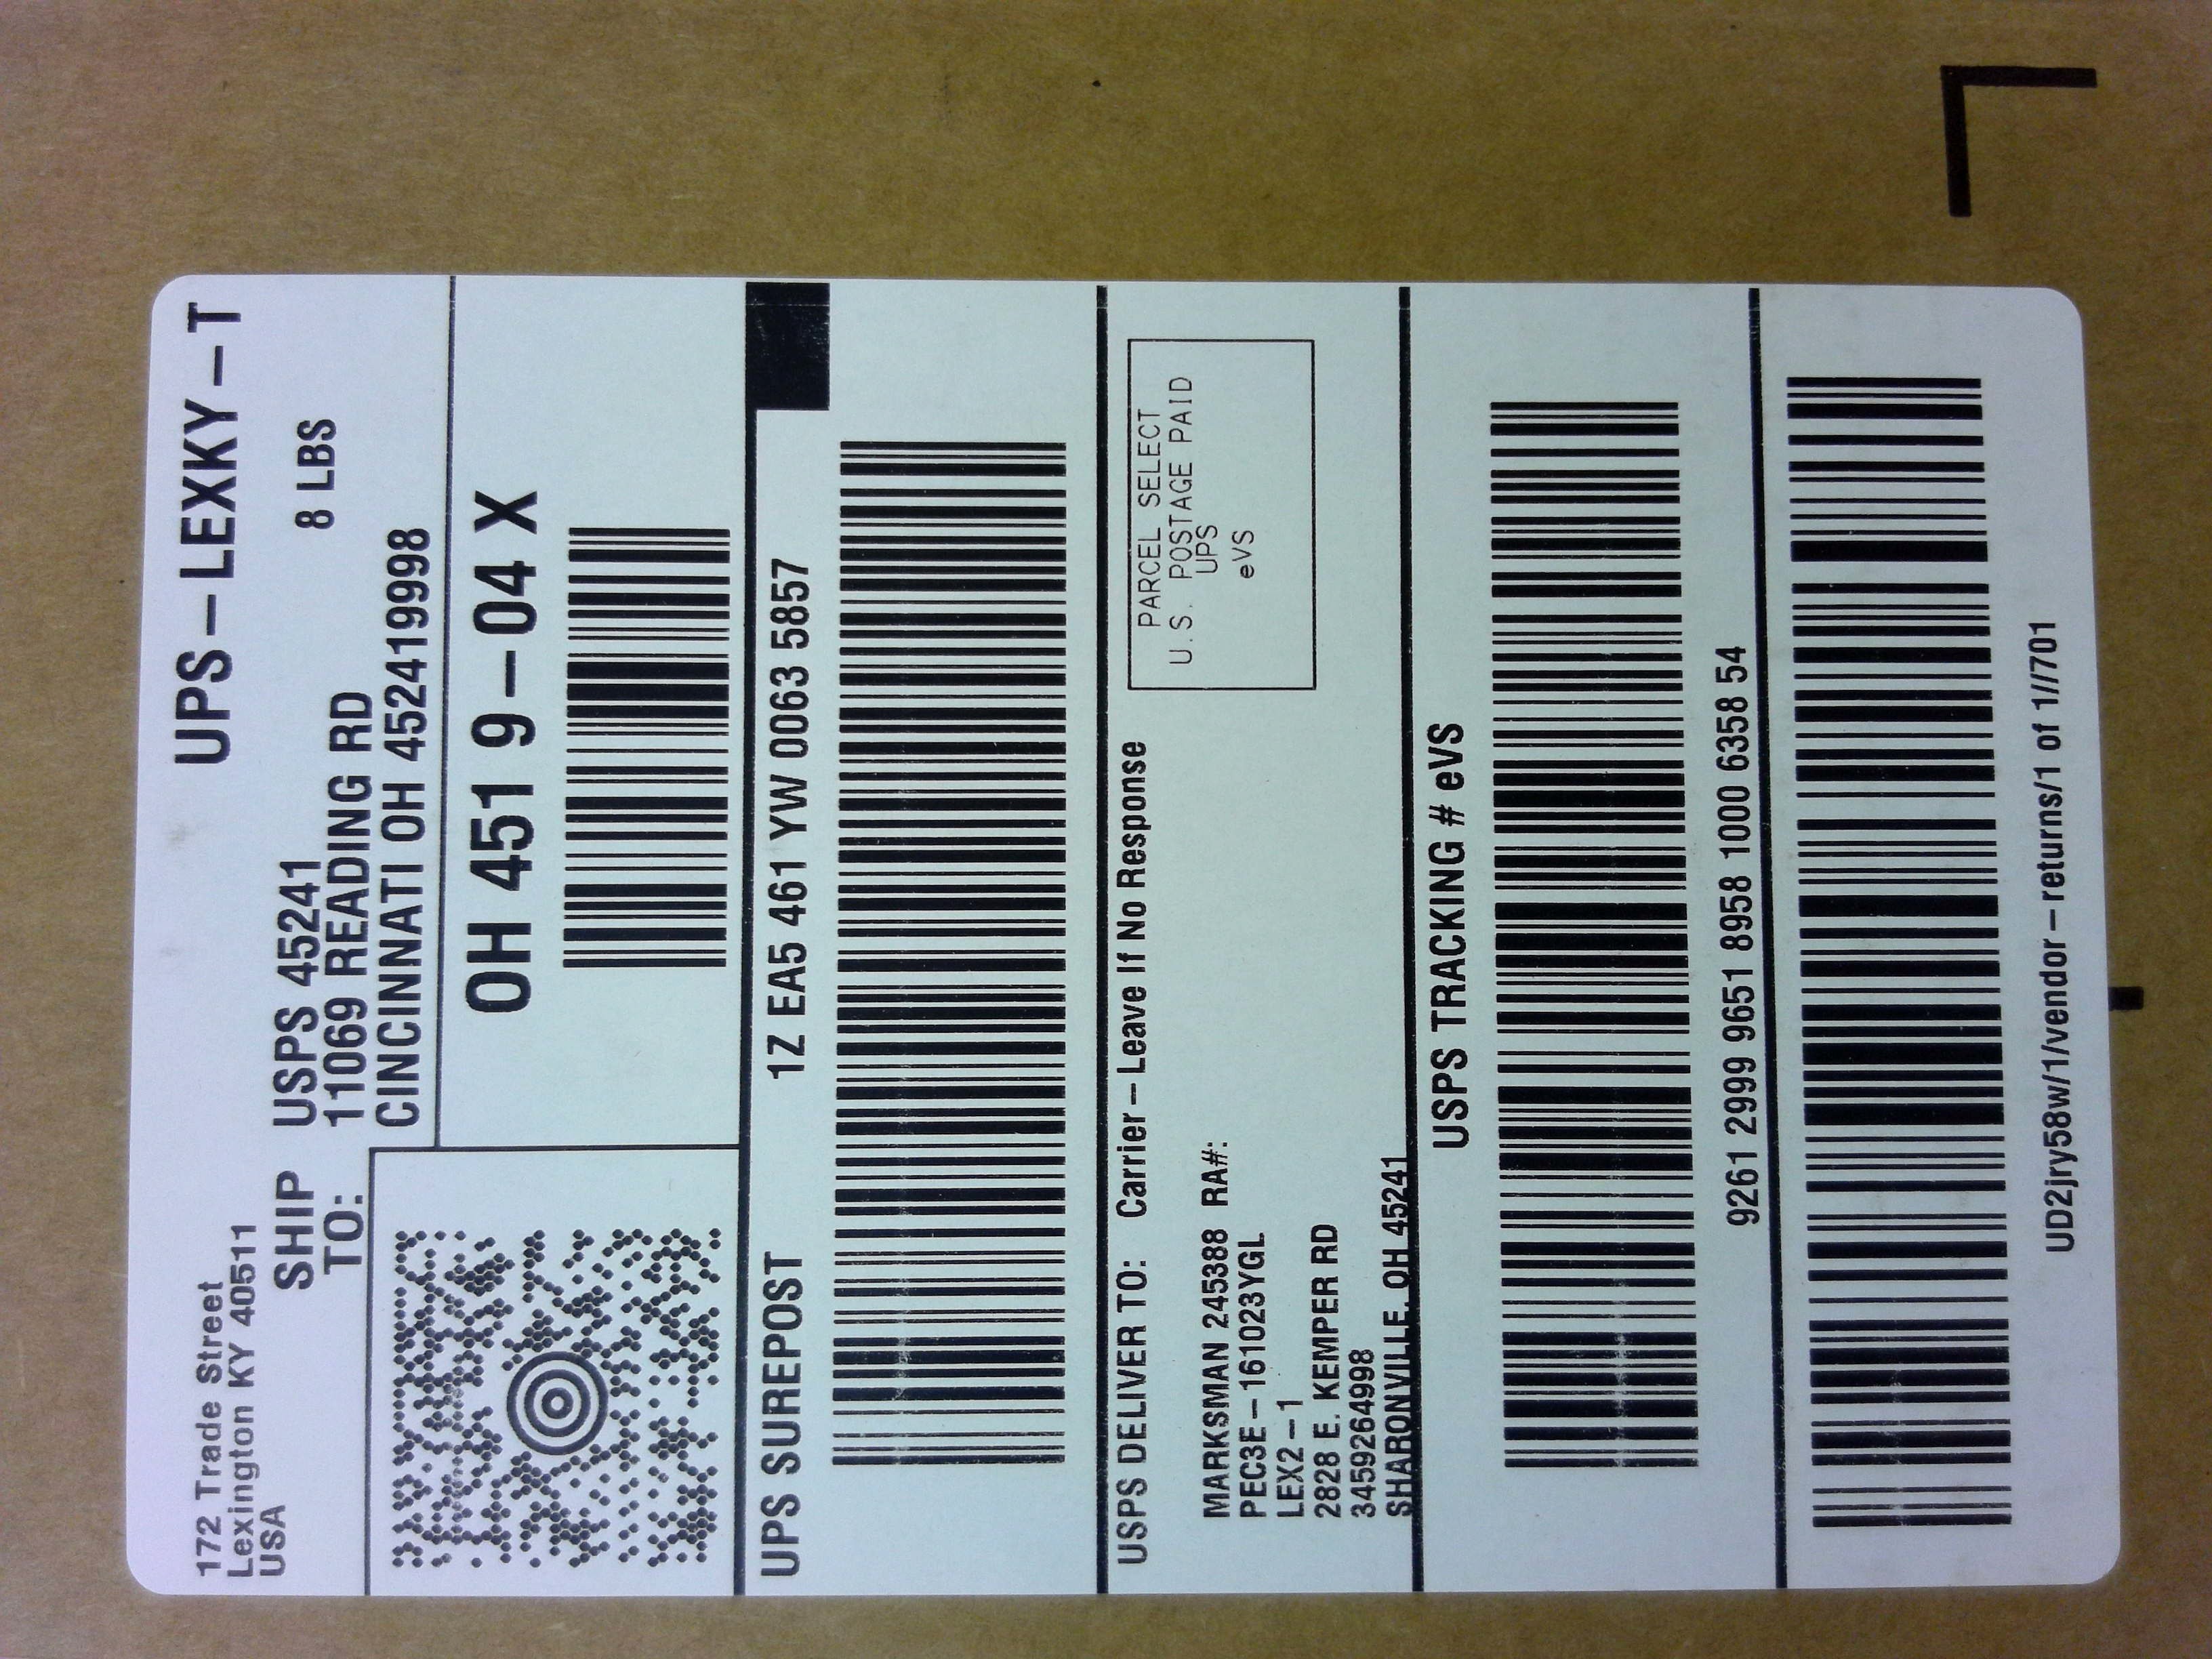 172 Trade Street
Lexington KY 40511
USA
UPS-LEXKY-T
8 LBS
SHIP
TO:
USPS 45241
11069 READING RD
CINCINNATI OH 452419998
OH 451 9-04 X
UPS SUREPOST
1Z EA5 461 YW 0063 5857
USPS DELIVER TO: Carrier-Leave If No Response
MARKSMAN 245388 RA#:
PEC3E-161023YGL
LEX2-1
2828 E. KEMPER RD
3459264998
SHARONVILLE, OH 45241
PARCEL SELECT
U.S. POSTAGE PAID
UPS
eVS
USPS TRACKING # eVS
9261 2999 9651 8958 1000 6358 54
UD2jry58w/1/vendor-returns/1 of 1//701